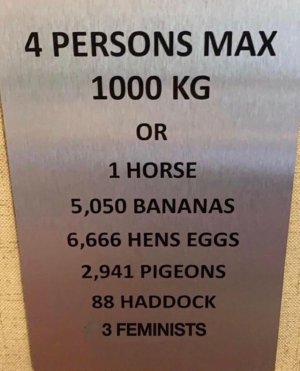 4 PERSONS MAX
1000 KG
OR
1 HORSE
5,050 BANANAS
6,666 HENS EGGS
2,941 PIGEONS
88 HADDOCK
3 FEMINISTS